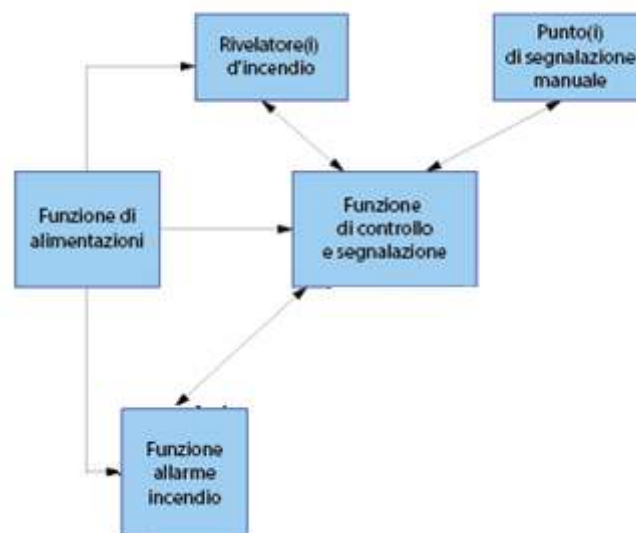 Rivelatore(i)
d'incendio
Punto(i)
di segnalazione
manuale
Funzione di
alimentazioni
Funzione
di controllo
e segnalazione
Funzione
allarme
incendio